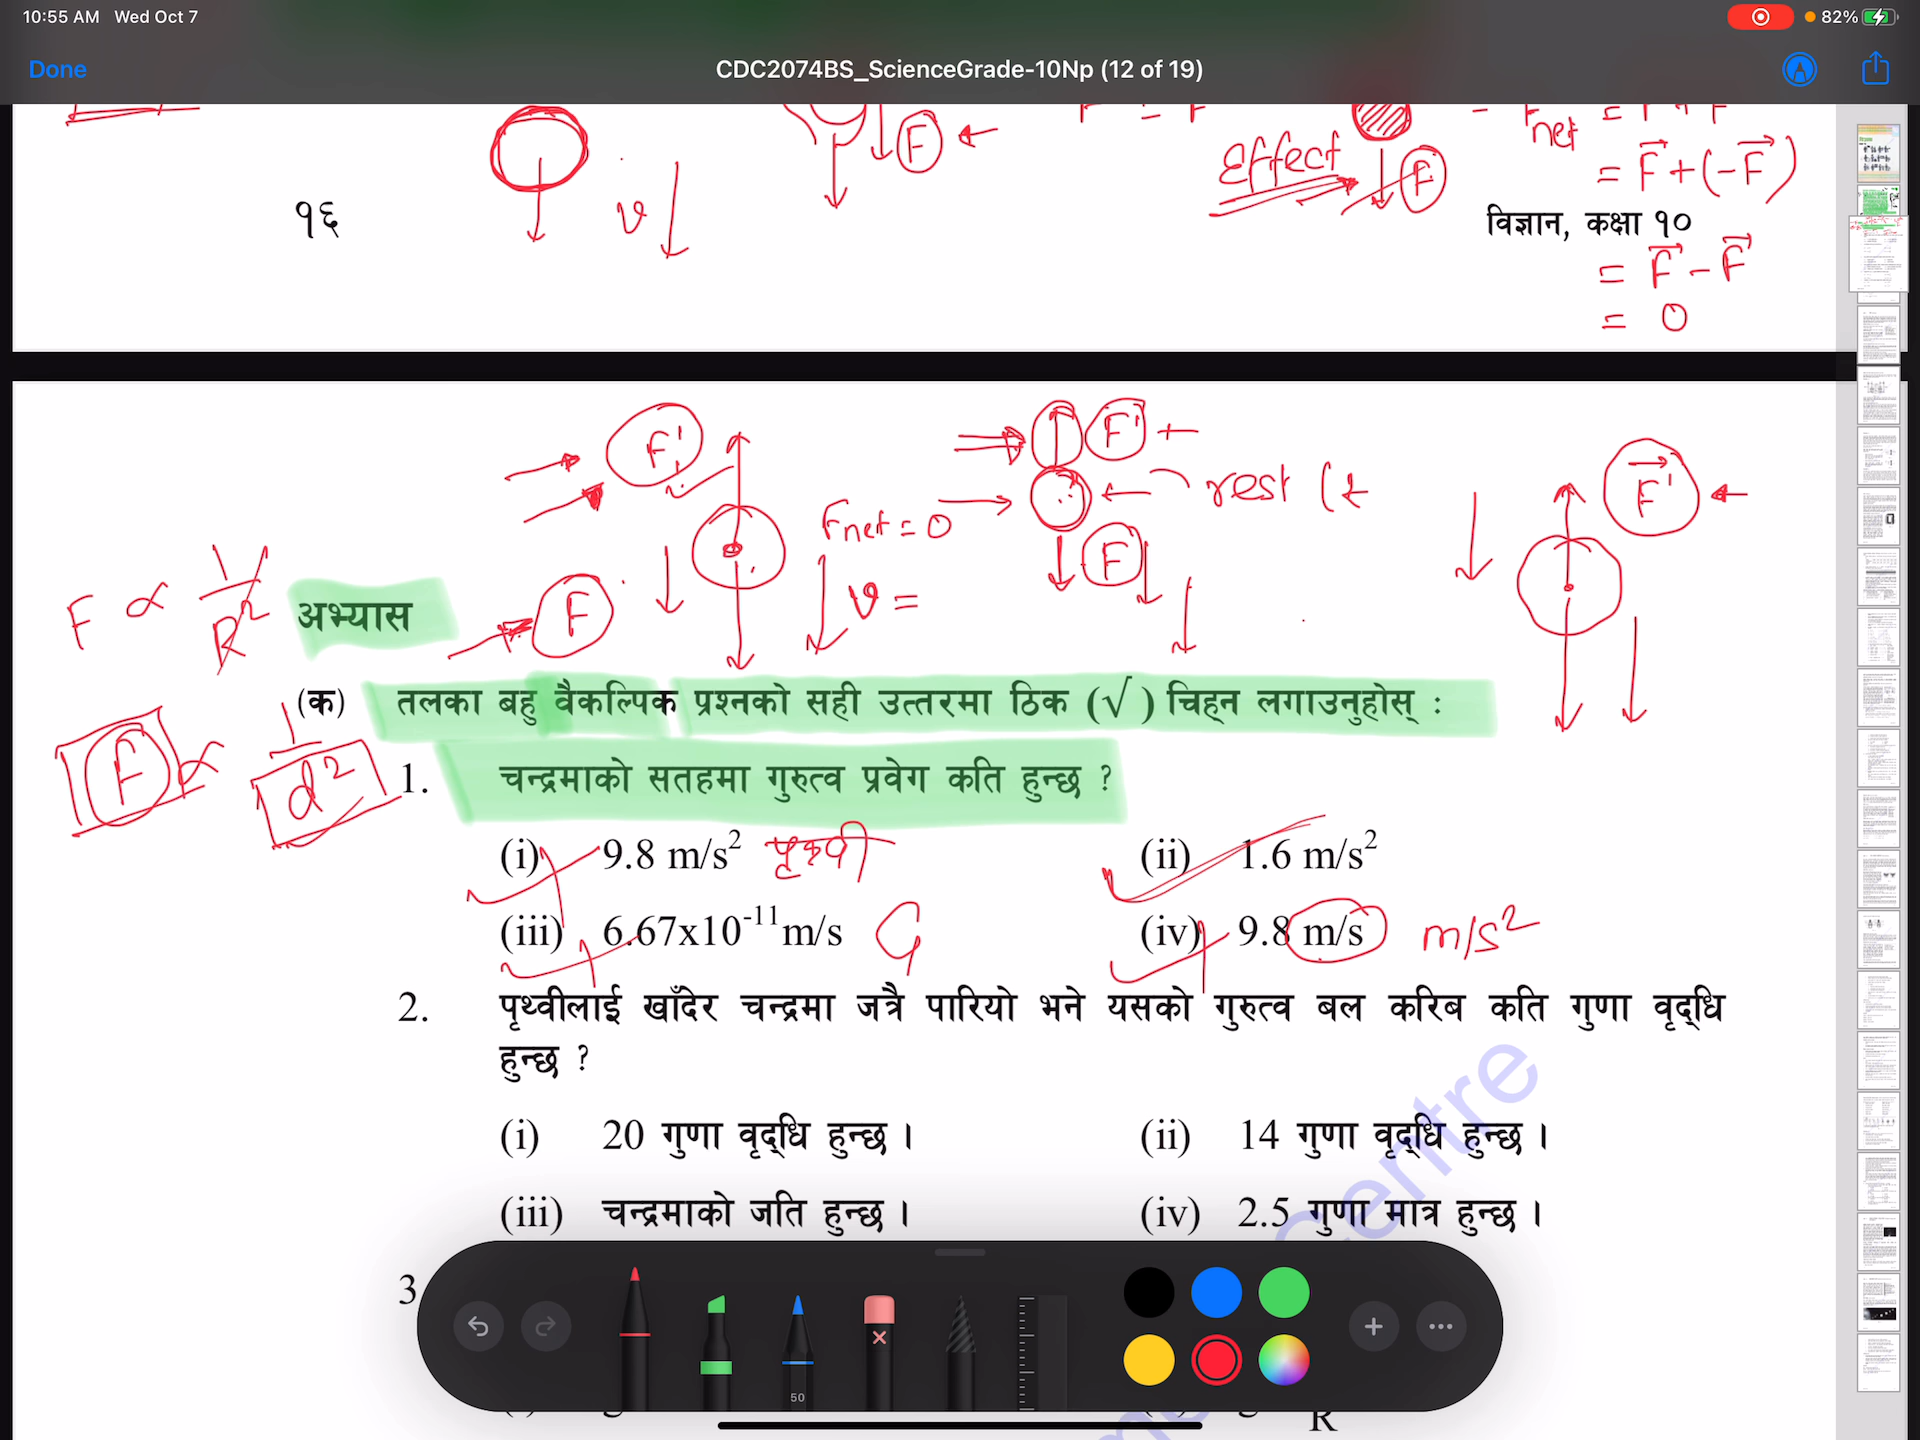 10:55 AM Wed Oct 7
82%
Done
CDC2074BS_ScienceGrade-10Np (12 of 19)
F
Effect
F
net
= F + (-F)
= F - F
= 0
v
१६
विज्ञान, कक्षा १०
F'
F'
rest
F'
Fnet = 0
F
v =
F
F ∝ 1/R²
अभ्यास
(क) तलका बहु वैकल्पिक प्रश्नको सही उत्तरमा ठिक (√ ) चिह्न लगाउनुहोस् :
F ∝ 1/d²
1. चन्द्रमाको सतहमा गुरुत्व प्रवेग कति हुन्छ ?
(i) 9.8 m/s² पृथ्वी (ii) 1.6 m/s²
(iii) 6.67x10⁻¹¹m/s G (iv) 9.8 m/s m/s²
2. पृथ्वीलाई खाँदेर चन्द्रमा जत्रै पारियो भने यसको गुरुत्व बल करिब कति गुणा वृद्धि
हुन्छ ?
(i) 20 गुणा वृद्धि हुन्छ । (ii) 14 गुणा वृद्धि हुन्छ ।
(iii) चन्द्रमाको जति हुन्छ । (iv) 2.5 गुणा मात्र हुन्छ ।
Centre
3
50
R